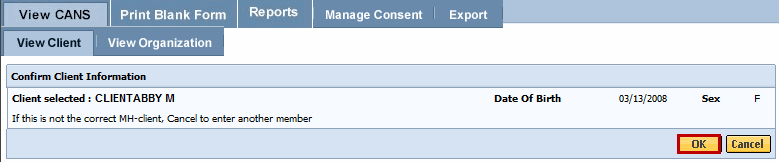 View CANS Print Blank Form Reports Manage Consent Export
View Client View Organization
Confirm Client Information
Client selected : CLIENTABBY M Date Of Birth 03/13/2008 Sex F
If this is not the correct MH-client, Cancel to enter another member
OK Cancel